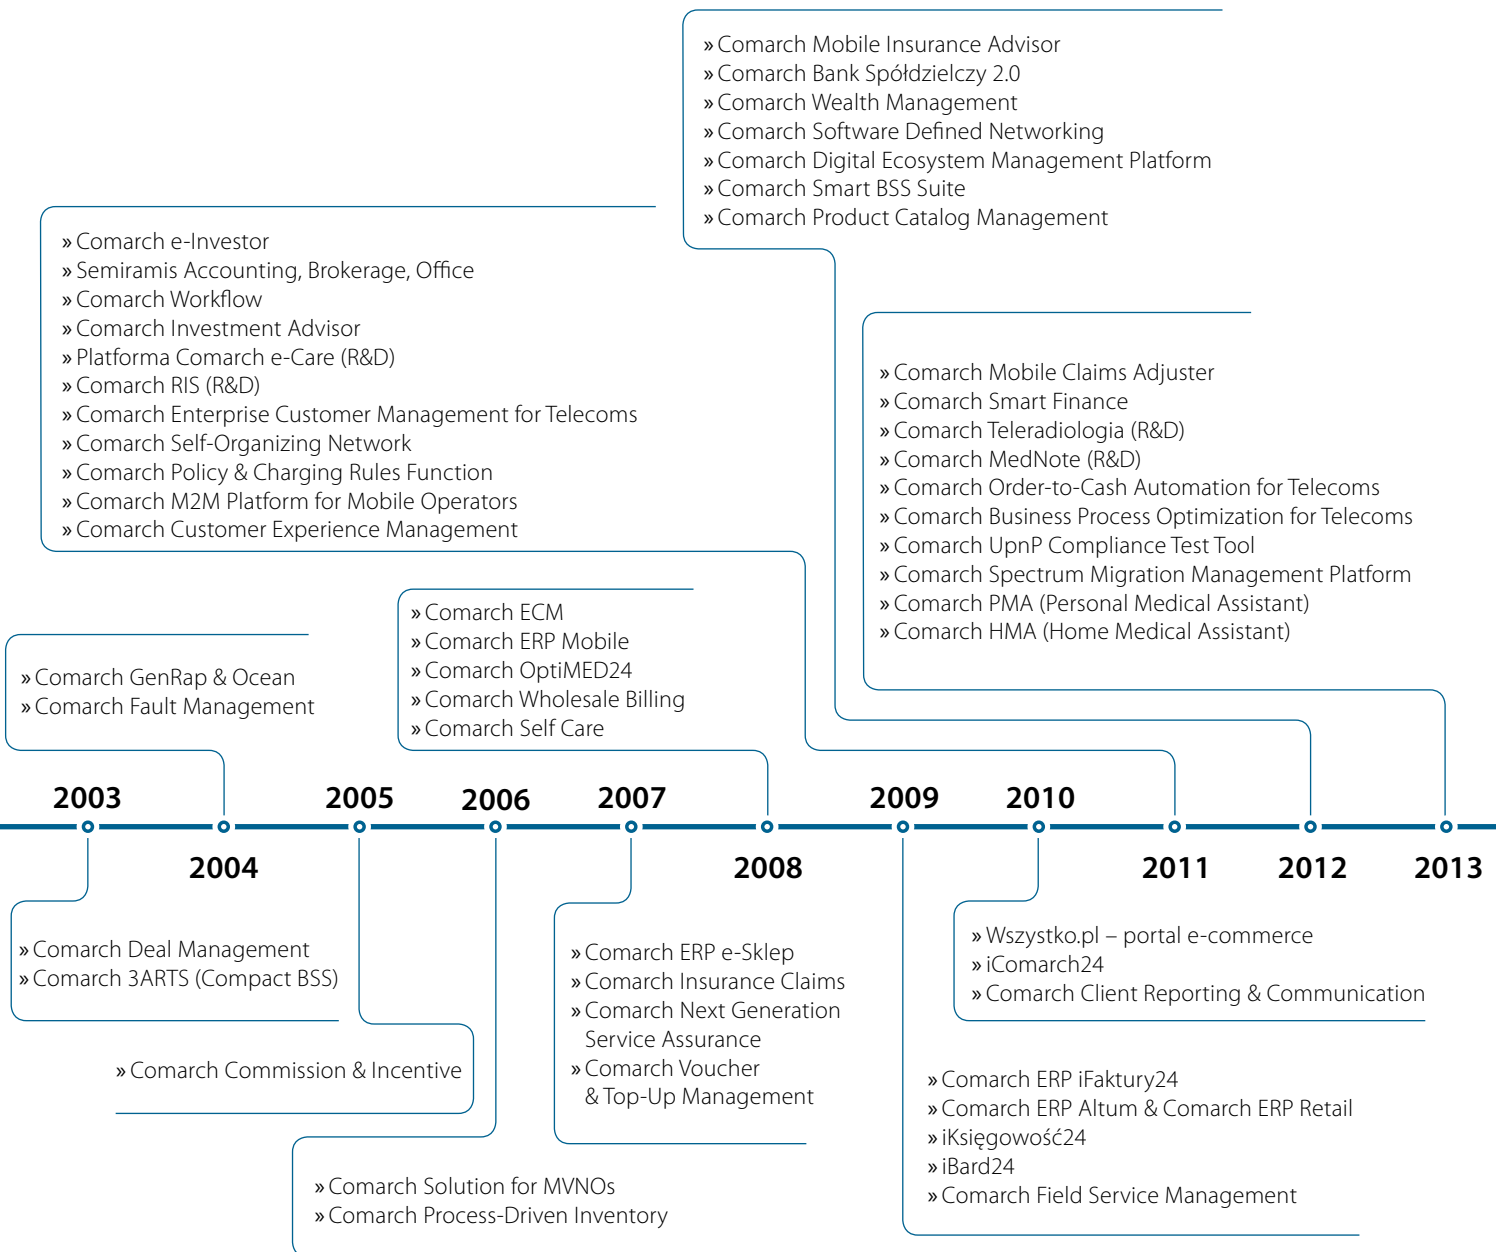 » Comarch Mobile Insurance Advisor
» Comarch Bank Spółdzielczy 2.0
» Comarch Wealth Management
» Comarch Software Defined Networking
» Comarch Digital Ecosystem Management Platform
» Comarch Smart BSS Suite
» Comarch Product Catalog Management
» Comarch e-Investor
» Semiramis Accounting, Brokerage, Office
» Comarch Workflow
» Comarch Investment Advisor
» Platforma Comarch e-Care (R&D)
» Comarch RIS (R&D)
» Comarch Enterprise Customer Management for Telecoms
» Comarch Self-Organizing Network
» Comarch Policy & Charging Rules Function
» Comarch M2M Platform for Mobile Operators
» Comarch Customer Experience Management
» Comarch Mobile Claims Adjuster
» Comarch Smart Finance
» Comarch Teleradiologia (R&D)
» Comarch MedNote (R&D)
» Comarch Order-to-Cash Automation for Telecoms
» Comarch Business Process Optimization for Telecoms
» Comarch UpnP Compliance Test Tool
» Comarch Spectrum Migration Management Platform
» Comarch PMA (Personal Medical Assistant)
» Comarch HMA (Home Medical Assistant)
» Comarch ECM
» Comarch ERP Mobile
» Comarch OptiMED24
» Comarch Wholesale Billing
» Comarch Self Care
» Comarch GenRap & Ocean
» Comarch Fault Management
2003
2005
2006
2007
2009
2010
2004
2008
2011
2012
2013
» Comarch Deal Management
» Comarch 3ARTS (Compact BSS)
» Comarch Commission & Incentive
» Comarch Solution for MVNOs
» Comarch Process-Driven Inventory
» Comarch ERP e-Sklep
» Comarch Insurance Claims
» Comarch Next Generation
Service Assurance
» Comarch Voucher
& Top-Up Management
» Wszystko.pl – portal e-commerce
» iComarch24
» Comarch Client Reporting & Communication
» Comarch ERP iFaktury24
» Comarch ERP Altum & Comarch ERP Retail
» iKsięgowość24
» iBard24
» Comarch Field Service Management